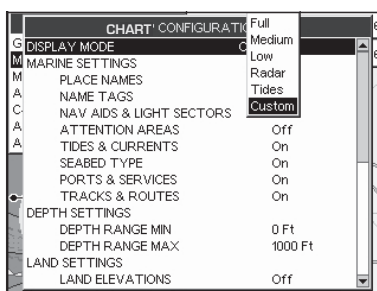 CHART' CONFIGURATI
Full
Medium
Low
Radar
Tides
Custom
DISPLAY MODE
MARINE SETTINGS
PLACE NAMES
NAME TAGS
NAV AIDS & LIGHT SECTORS
ATTENTION AREAS Off
TIDES & CURRENTS On
SEABED TYPE On
PORTS & SERVICES On
TRACKS & ROUTES On
DEPTH SETTINGS
DEPTH RANGE MIN 0 Ft
DEPTH RANGE MAX 1000 Ft
LAND SETTINGS
LAND ELEVATIONS Off